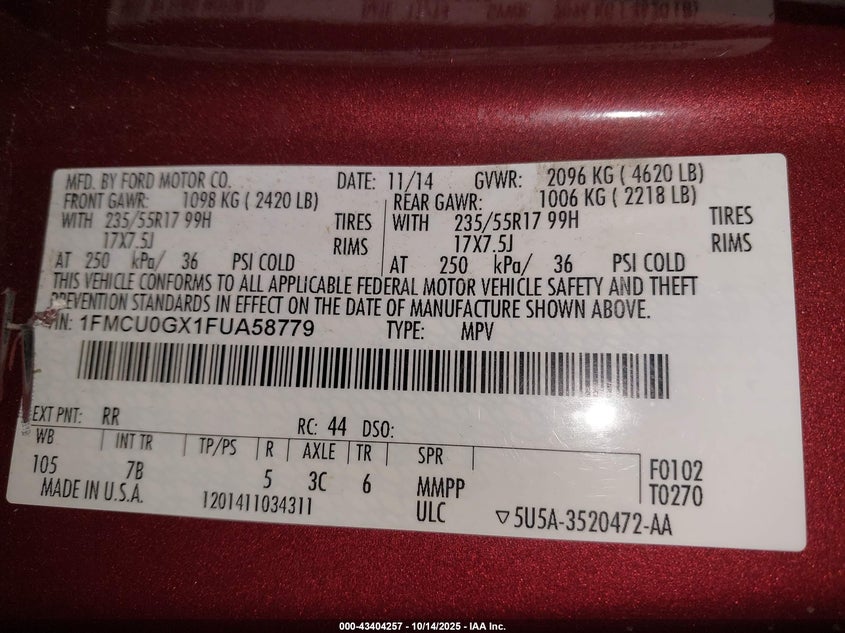 MFD. BY FORD MOTOR CO. DATE: 11/14 GVWR: 2096 KG ( 4620 LB)
FRONT GAWR: 1098 KG ( 2420 LB) REAR GAWR: 1006 KG ( 2218 LB)
WITH 235/55R17 99H TIRES WITH 235/55R17 99H TIRES
17X7.5J RIMS 17X7.5J RIMS
AT 250 kPa/ 36 PSI COLD AT 250 kPa/ 36 PSI COLD
THIS VEHICLE CONFORMS TO ALL APPLICABLE FEDERAL MOTOR VEHICLE SAFETY AND THEFT
PREVENTION STANDARDS IN EFFECT ON THE DATE OF MANUFACTURE SHOWN ABOVE.
VIN: 1FMCU0GX1FUA58779 TYPE: MPV
EXT PNT: RR RC: 44 DSO:
WB INT TR TP/PS R AXLE TR SPR
105 7B 5 3C 6 MMPP F0102
MADE IN U.S.A. 1201411034311 ULC T0270
▽5U5A-3520472-AA
000-43404257 - 10/14/2025 - IAA Inc.